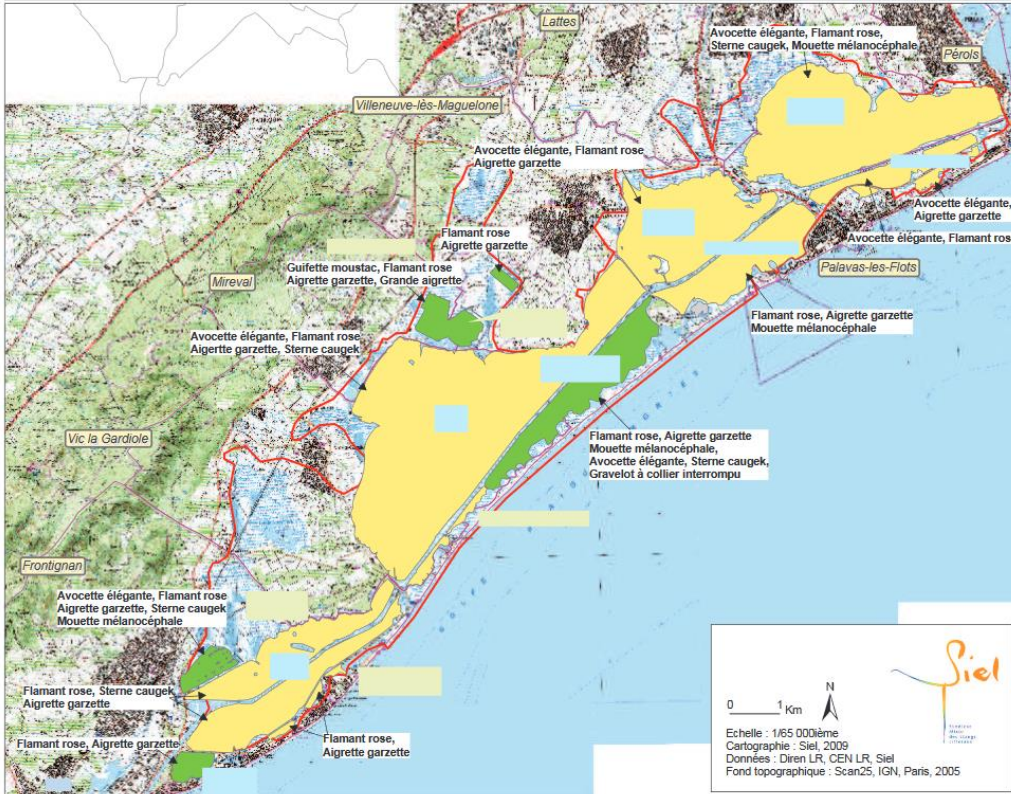 Lattes
Avocette élégante, Flamant rose,
Sterne caugek, Mouette mélanocéphale
Pérols
Villeneuve-lès-Maguelone
Avocette élégante, Flamant rose
Aigrette garzette
Avocette élégante,
Aigrette garzette
Flamant rose
Aigrette garzette
Avocette élégante, Flamant rose
Palavas-les-Flots
Guifette moustac, Flamant rose
Aigrette garzette, Grande aigrette
Mireval
Flamant rose, Aigrette garzette
Mouette mélanocéphale
Avocette élégante, Flamant rose
Aigertte garzette, Sterne caugek
Vic la Gardiole
Flamant rose, Aigrette garzette
Mouette mélanocéphale,
Avocette élégante, Sterne caugek,
Gravelot à collier interrompu
Frontignan
Avocette élégante, Flamant rose
Aigrette garzette, Sterne caugek
Mouette mélanocéphale
Flamant rose, Sterne caugek
Aigrette garzette
Flamant rose, Aigrette garzette
Flamant rose,
Aigrette garzette
Siel
N
0 1 Km
Echelle : 1/65 000ième
Cartographie : Siel, 2009
Données : Diren LR, CEN LR, Siel
Fond topographique : Scan25, IGN, Paris, 2005